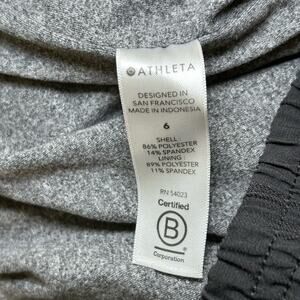 ATHLETA
DESIGNED IN
SAN FRANCISCO
MADE IN INDONESIA
6
SHELL:
86% POLYESTER
14% SPANDEX
LINING:
89% POLYESTER
11% SPANDEX
RN 54023
Certified
B
Corporation